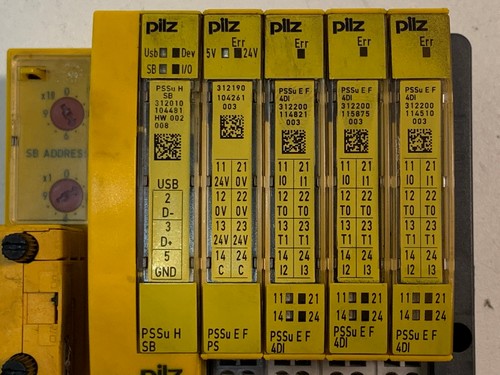 pilz pilz pilz pilz pilz
Usb Dev
SB I/O
5V Err 24V
Err
Err
Err
x10 0
SB ADDRESS
x1 0
PSSu H
SB
312010
104481
HW 002
008
USB
2
D-
3
D+
5
GND
PSSu H
SB
312190
104261
003
11 21
24V 0V
12 22
0V 0V
13 23
24V 24V
14 24
C C
PSSu E F
PS
PSSu E F
4DI
312200
114821
003
11 21
I0 I1
12 22
T0 T0
13 23
T1 T1
14 24
I2 I3
11 21
14 24
PSSu E F
4DI
PSSu E F
4DI
312200
115875
003
11 21
I0 I1
12 22
T0 T0
13 23
T1 T1
14 24
I2 I3
11 21
14 24
PSSu E F
4DI
PSSu E F
4DI
312200
114510
003
11 21
I0 I1
12 22
T0 T0
13 23
T1 T1
14 24
I2 I3
11 21
14 24
PSSu E F
4DI
pilz